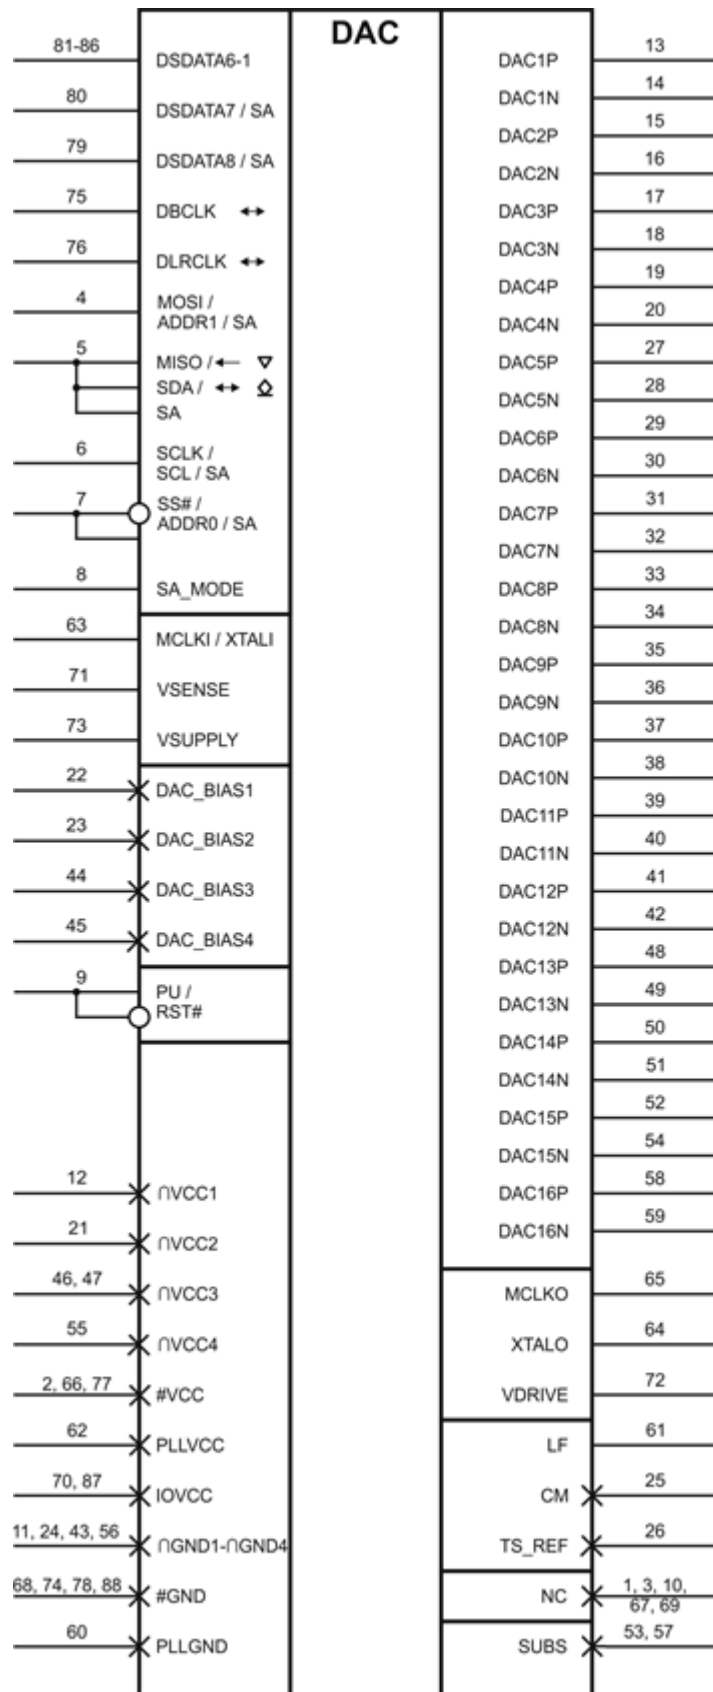 DAC
81-86
DSDATA6-1
80
DSDATA7 / SA
79
DSDATA8 / SA
75
DBCLK ↔
76
DLRCLK ↔
4
MOSI /
ADDR1 / SA
5
MISO / ← ▽
SDA / ↔
SA
6
SCLK /
SCL / SA
7
SS# /
ADDR0 / SA
8
SA_MODE
63
MCLKI / XTALI
71
VSENSE
73
VSUPPLY
22
DAC_BIAS1
23
DAC_BIAS2
44
DAC_BIAS3
45
DAC_BIAS4
9
PU /
RST#
12
∩VCC1
21
∩VCC2
46, 47
∩VCC3
55
∩VCC4
2, 66, 77
#VCC
62
PLLVCC
70, 87
IOVCC
11, 24, 43, 56
∩GND1-∩GND4
68, 74, 78, 88
#GND
60
PLLGND
DAC1P
13
DAC1N
14
DAC2P
15
DAC2N
16
DAC3P
17
DAC3N
18
DAC4P
19
DAC4N
20
DAC5P
27
DAC5N
28
DAC6P
29
DAC6N
30
DAC7P
31
DAC7N
32
DAC8P
33
DAC8N
34
DAC9P
35
DAC9N
36
DAC10P
37
DAC10N
38
DAC11P
39
DAC11N
40
DAC12P
41
DAC12N
42
DAC13P
48
DAC13N
49
DAC14P
50
DAC14N
51
DAC15P
52
DAC15N
54
DAC16P
58
DAC16N
59
MCLKO
65
XTALO
64
VDRIVE
72
LF
61
CM
25
TS_REF
26
NC
1, 3, 10,
67, 69
SUBS
53, 57